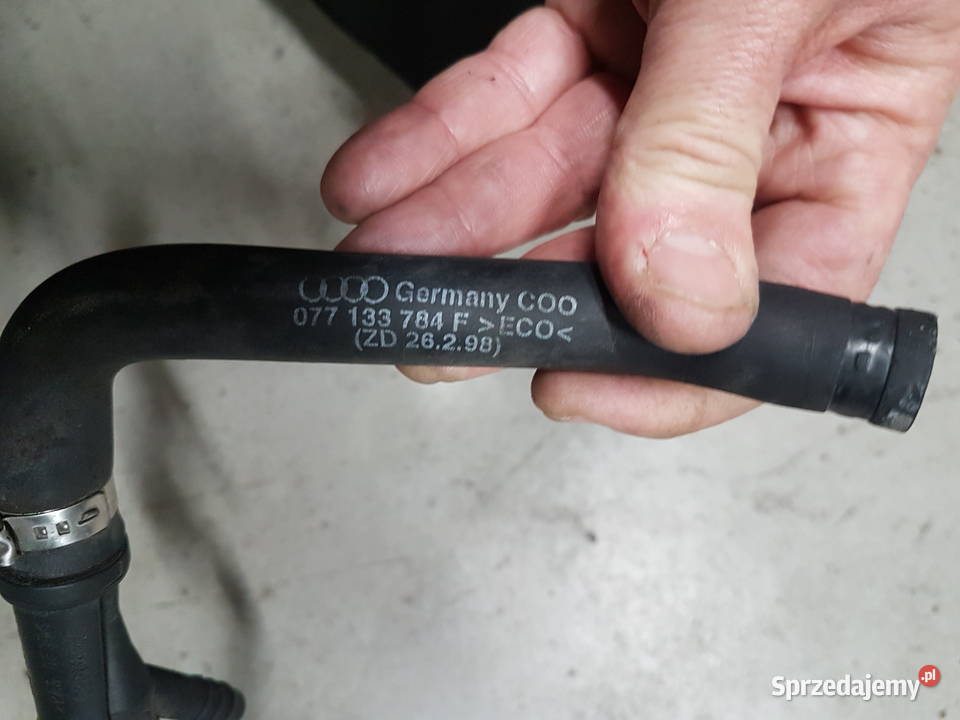 Germany COO
077 133 784 F >ECO<
(ZD 26.2.98)
Sprzedajemy.pl